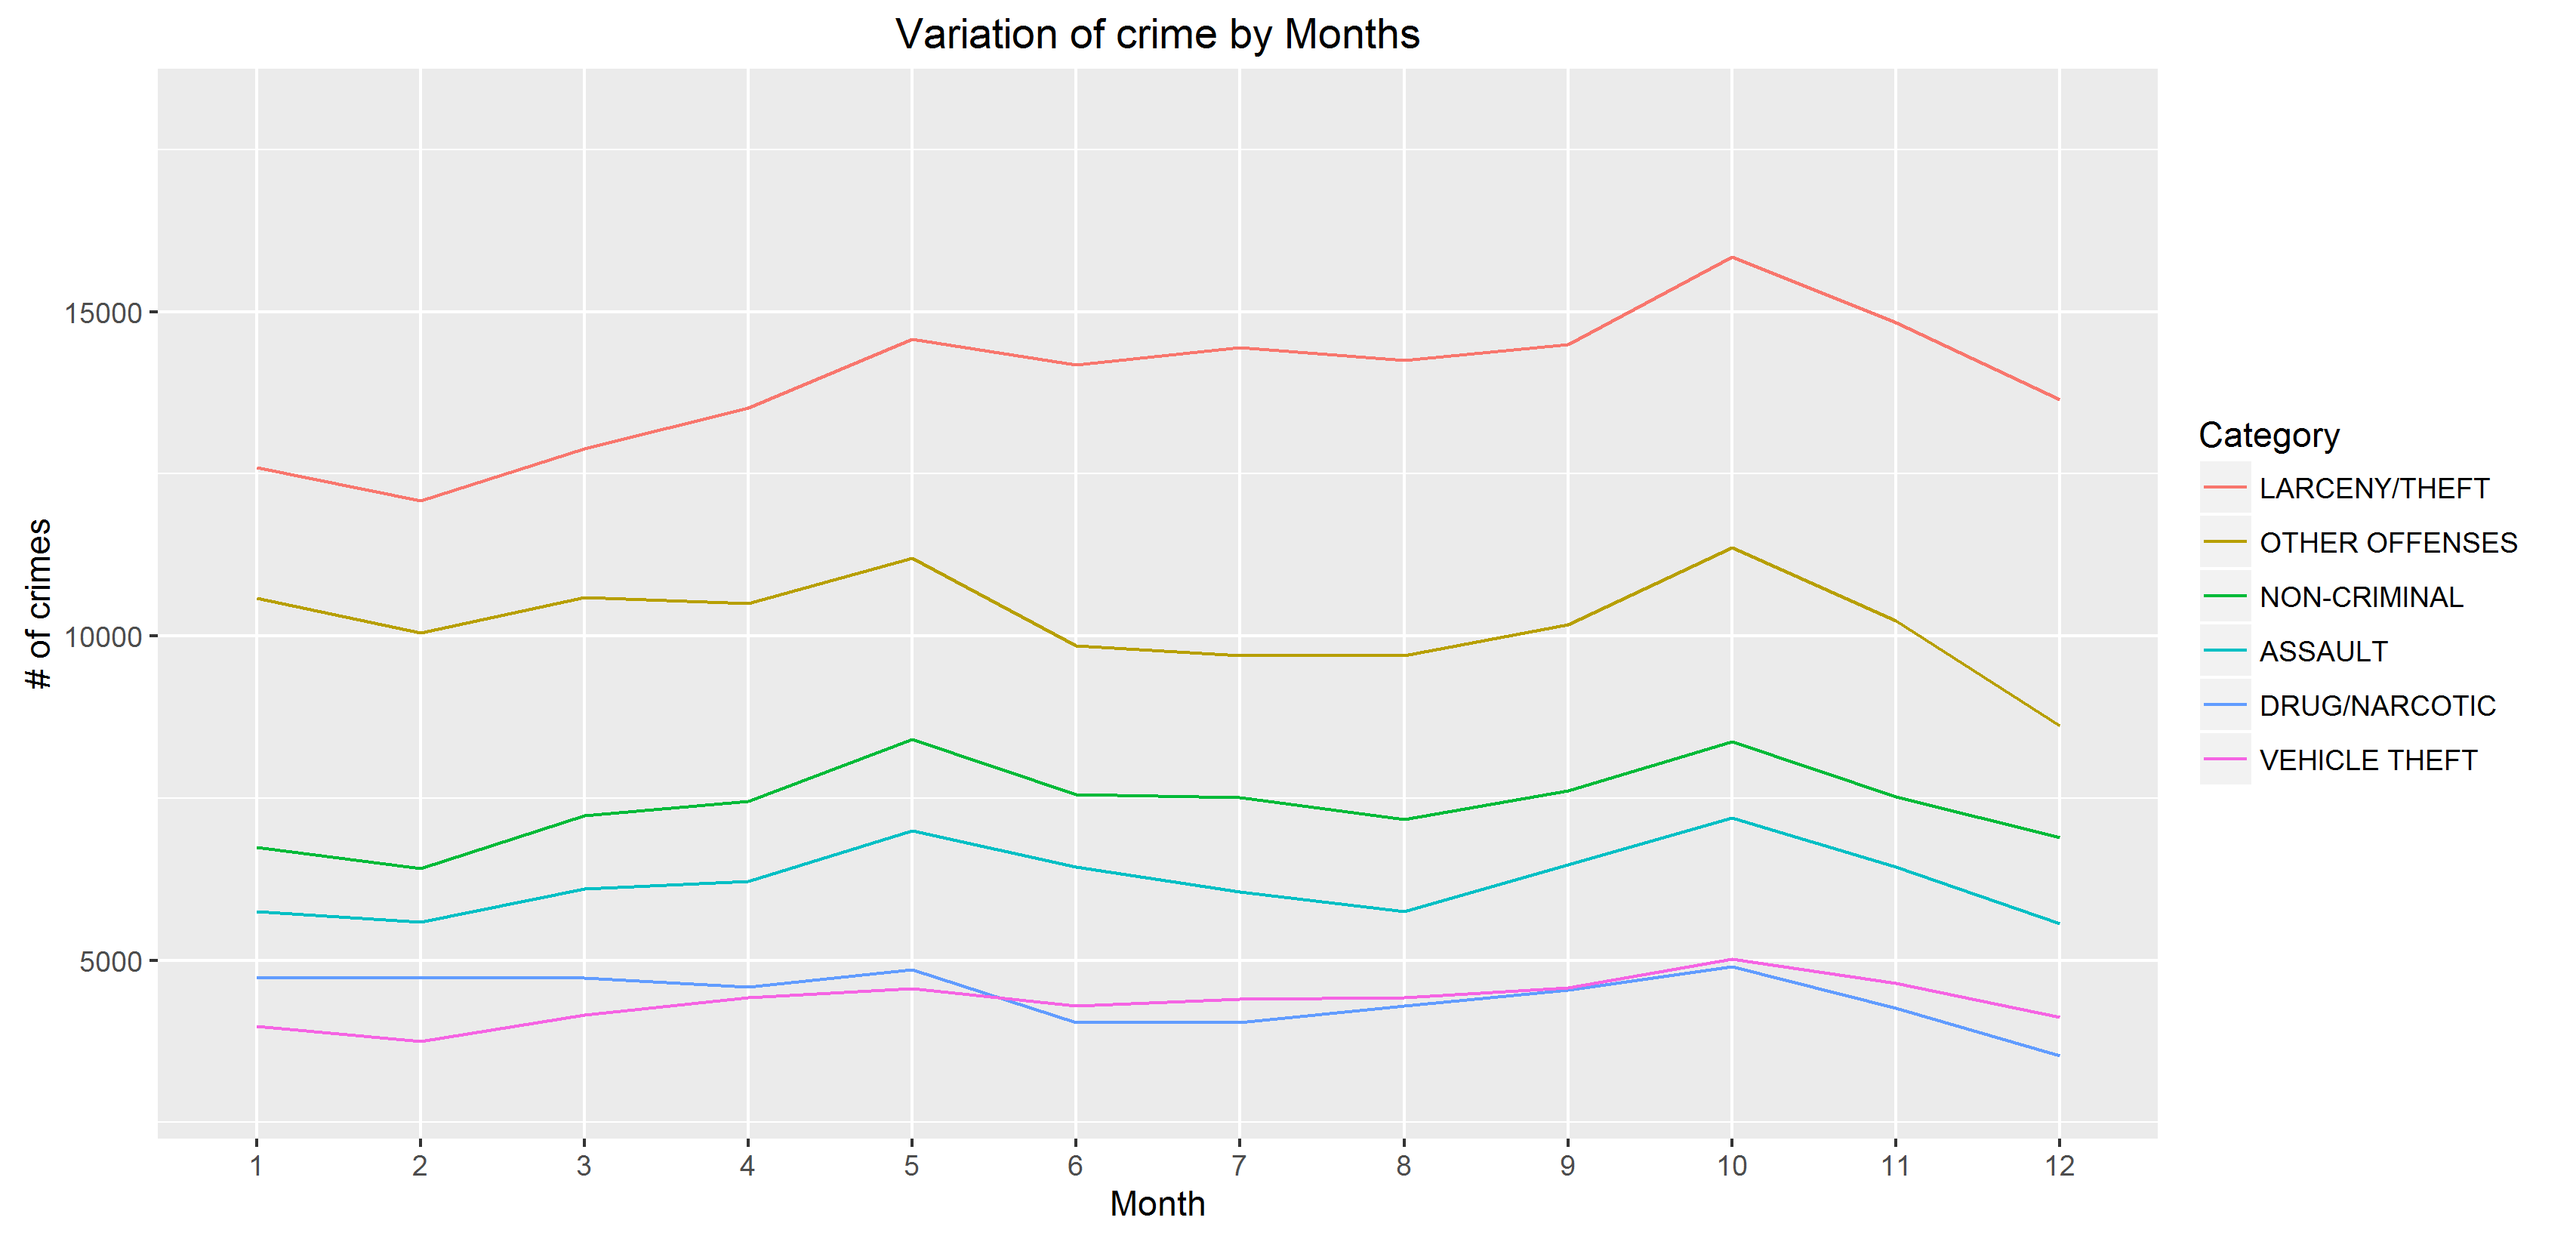 Variation of crime by Months
# of crimes
15000
10000
5000
1 2 3 4 5 6 7 8 9 10 11 12
Month
Category
LARCENY/THEFT
OTHER OFFENSES
NON-CRIMINAL
ASSAULT
DRUG/NARCOTIC
VEHICLE THEFT